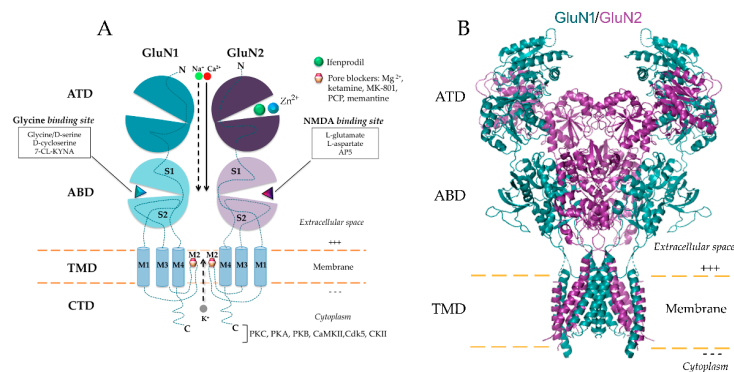 A
GluN1
GluN2
N
Na⁺
Ca²⁺
N
Ifenprodil
Pore blockers: Mg²⁺,
ketamine, MK-801,
PCP, memantine
Zn²⁺
ATD
Glycine binding site
Glycine/D-serine
D-cycloserine
7-CL-KYNA
NMDA binding site
L-glutamate
L-aspartate
AP5
S1
S1
ABD
S2
S2
Extracellular space
+++
M2
M2
TMD
M1
M3
M4
M4
M3
M1
Membrane
- - -
CTD
K⁺
Cytoplasm
C
C
PKC, PKA, PKB, CaMKII,Cdk5, CKII
B
GluN1/GluN2
ATD
ABD
Extracellular space
+++
TMD
Membrane
- - -
Cytoplasm